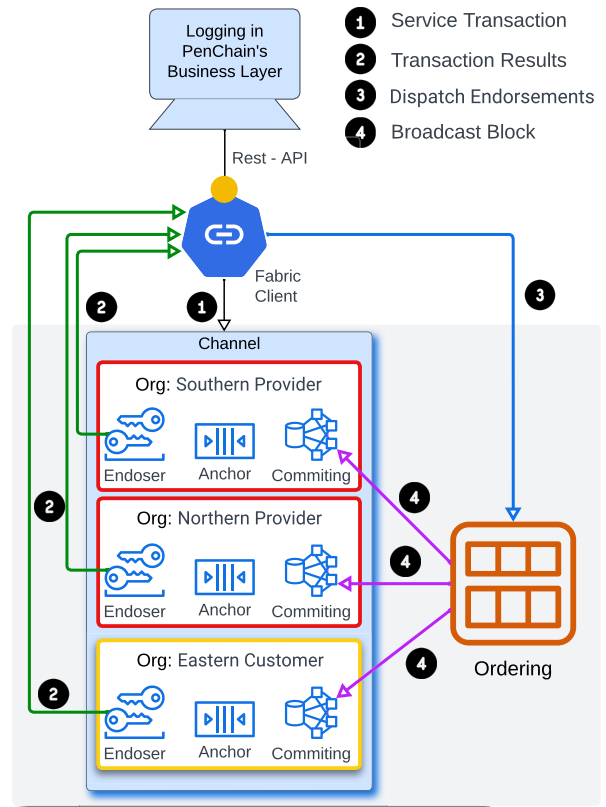 Logging in
PenChain's
Business Layer
1 Service Transaction
2 Transaction Results
3 Dispatch Endorsements
4 Broadcast Block
Rest - API
Fabric
Client
2
1
3
Channel
Org: Southern Provider
Endoser Anchor Commiting
4
2
Org: Northern Provider
4
Endoser Anchor Commiting
Org: Eastern Customer
4
Ordering
2
Endoser Anchor Commiting